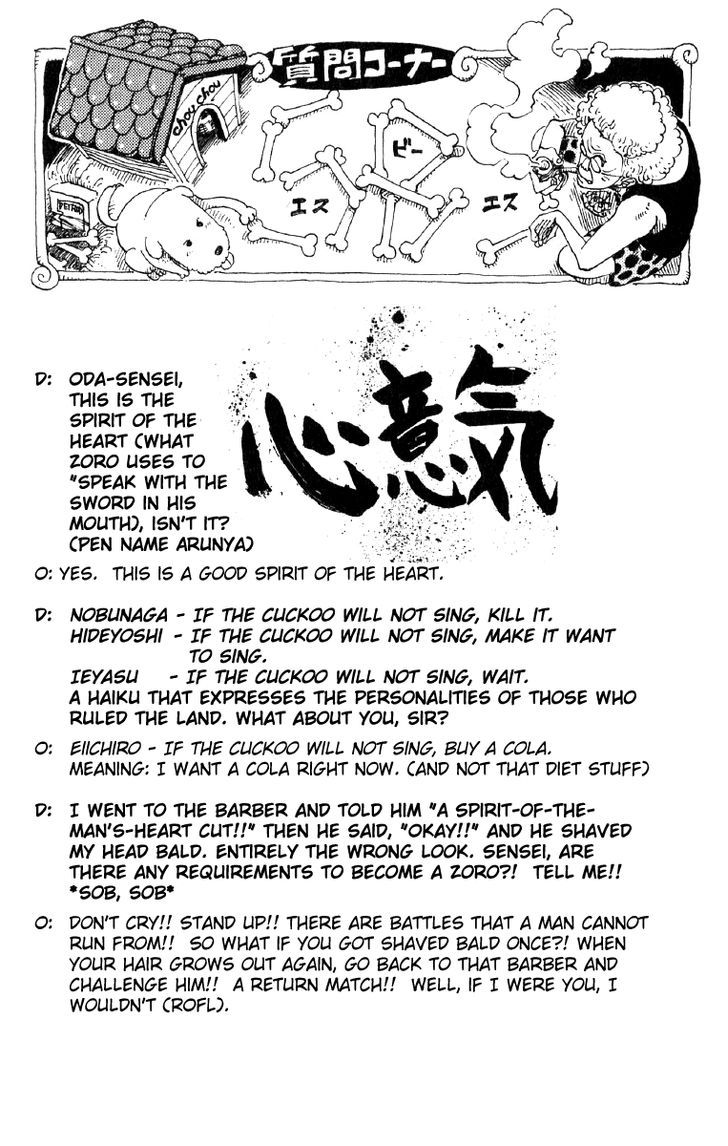 質問コーナー
chou chou
PETFOOD
エス
ビー
エス
心意気
D: ODA-SENSEI,
THIS IS THE
SPIRIT OF THE
HEART (WHAT
ZORO USES TO
"SPEAK WITH THE
SWORD IN HIS
MOUTH), ISN'T IT?
(PEN NAME ARUNYA)
O: YES. THIS IS A GOOD SPIRIT OF THE HEART.
D: NOBUNAGA - IF THE CUCKOO WILL NOT SING, KILL IT.
HIDEYOSHI - IF THE CUCKOO WILL NOT SING, MAKE IT WANT
TO SING.
IEYASU - IF THE CUCKOO WILL NOT SING, WAIT.
A HAIKU THAT EXPRESSES THE PERSONALITIES OF THOSE WHO
RULED THE LAND. WHAT ABOUT YOU, SIR?
O: EIICHIRO - IF THE CUCKOO WILL NOT SING, BUY A COLA.
MEANING: I WANT A COLA RIGHT NOW. (AND NOT THAT DIET STUFF)
D: I WENT TO THE BARBER AND TOLD HIM "A SPIRIT-OF-THE-
MAN'S-HEART CUT!!" THEN HE SAID, "OKAY!!" AND HE SHAVED
MY HEAD BALD. ENTIRELY THE WRONG LOOK. SENSEI, ARE
THERE ANY REQUIREMENTS TO BECOME A ZORO?! TELL ME!!
*SOB, SOB*
O: DON'T CRY!! STAND UP!! THERE ARE BATTLES THAT A MAN CANNOT
RUN FROM!! SO WHAT IF YOU GOT SHAVED BALD ONCE?! WHEN
YOUR HAIR GROWS OUT AGAIN, GO BACK TO THAT BARBER AND
CHALLENGE HIM!! A RETURN MATCH!! WELL, IF I WERE YOU, I
WOULDN'T (ROFL).